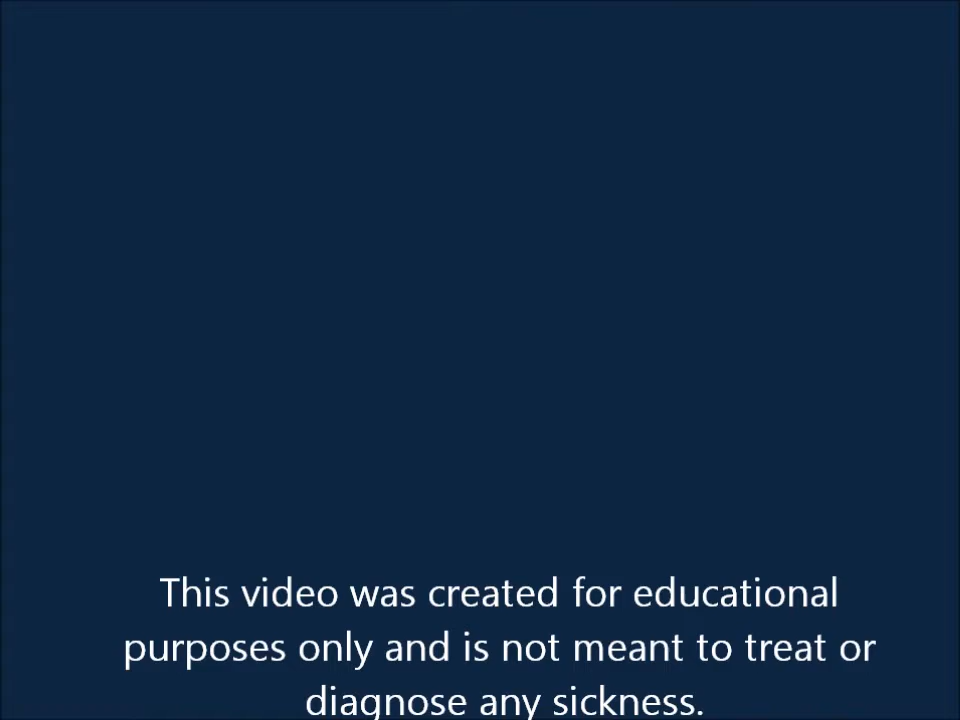 This video was created for educational
purposes only and is not meant to treat or
diagnose any sickness.